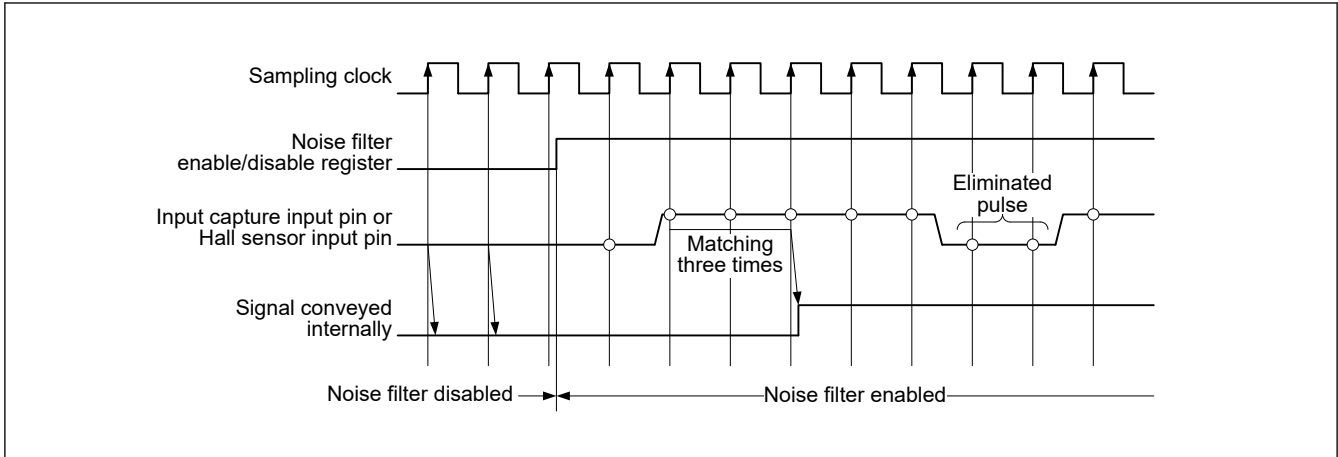 Sampling clock
Noise filter
enable/disable register
Input capture input pin or
Hall sensor input pin
Eliminated
pulse
Matching
three times
Signal conveyed
internally
Noise filter disabled
Noise filter enabled